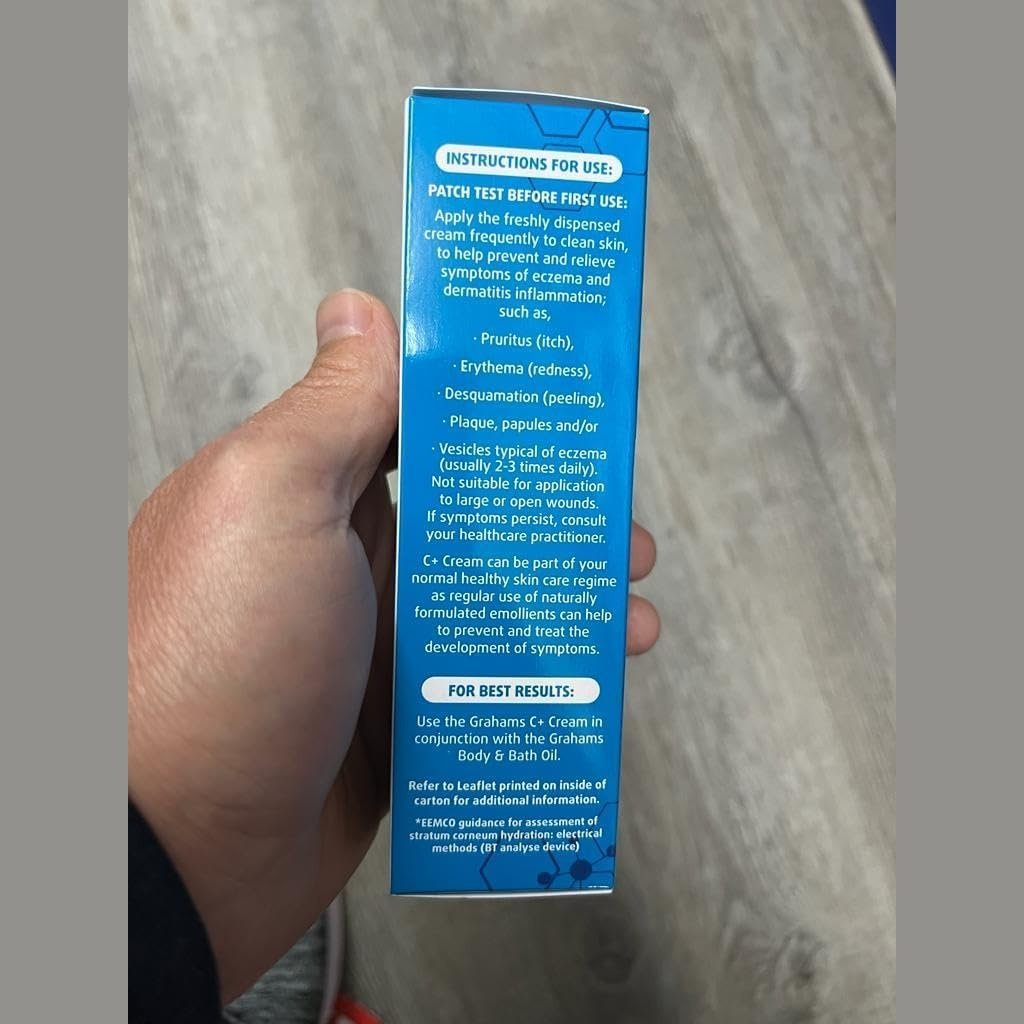 INSTRUCTIONS FOR USE:
PATCH TEST BEFORE FIRST USE:
Apply the freshly dispensed
cream frequently to clean skin,
to help prevent and relieve
symptoms of eczema and
dermatitis inflammation;
such as,
· Pruritus (itch),
· Erythema (redness),
· Desquamation (peeling),
· Plaque, papules and/or
· Vesicles typical of eczema
(usually 2-3 times daily).
Not suitable for application
to large or open wounds.
If symptoms persist, consult
your healthcare practitioner.
C+ Cream can be part of your
normal healthy skin care regime
as regular use of naturally
formulated emollients can help
to prevent and treat the
development of symptoms.
FOR BEST RESULTS:
Use the Grahams C+ Cream in
conjunction with the Grahams
Body & Bath Oil.
Refer to Leaflet printed on inside of
carton for additional information.
*EEMCO guidance for assessment of
stratum corneum hydration: electrical
methods (BT analyse device)